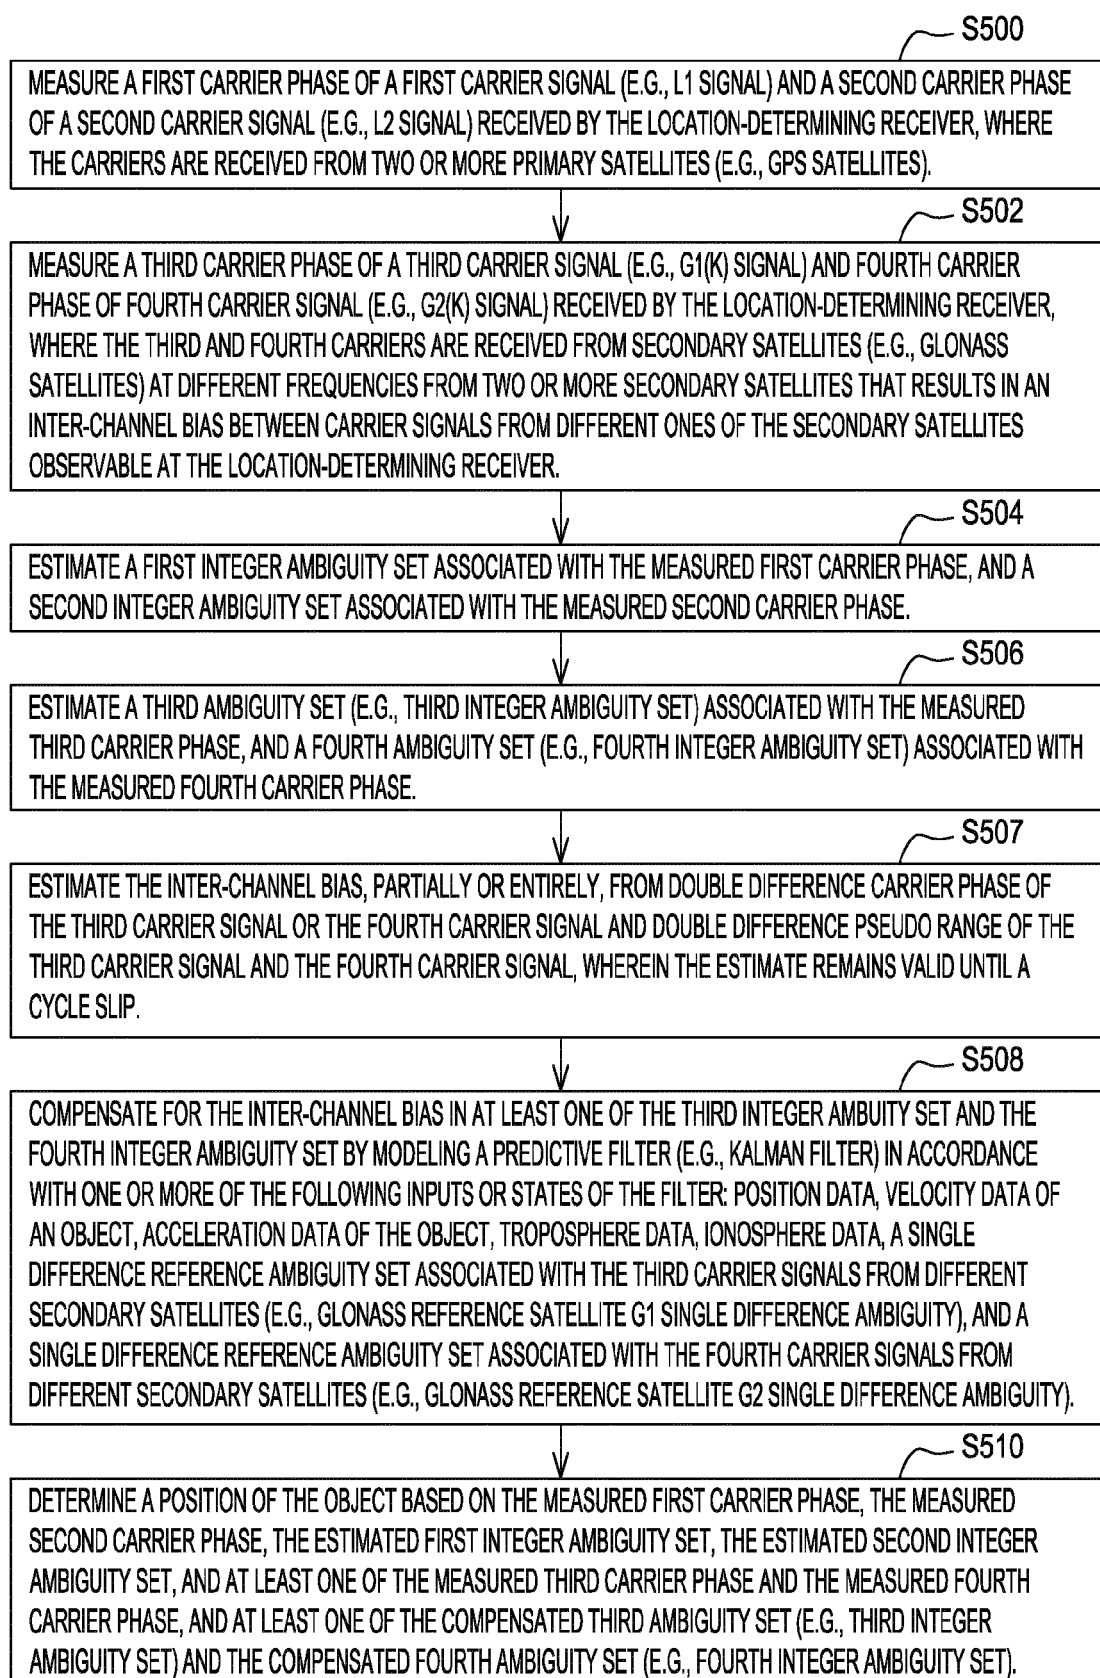 S500
MEASURE A FIRST CARRIER PHASE OF A FIRST CARRIER SIGNAL (E.G., L1 SIGNAL) AND A SECOND CARRIER PHASE
OF A SECOND CARRIER SIGNAL (E.G., L2 SIGNAL) RECEIVED BY THE LOCATION-DETERMINING RECEIVER, WHERE
THE CARRIERS ARE RECEIVED FROM TWO OR MORE PRIMARY SATELLITES (E.G., GPS SATELLITES).
S502
MEASURE A THIRD CARRIER PHASE OF A THIRD CARRIER SIGNAL (E.G., G1(K) SIGNAL) AND FOURTH CARRIER
PHASE OF FOURTH CARRIER SIGNAL (E.G., G2(K) SIGNAL) RECEIVED BY THE LOCATION-DETERMINING RECEIVER,
WHERE THE THIRD AND FOURTH CARRIERS ARE RECEIVED FROM SECONDARY SATELLITES (E.G., GLONASS
SATELLITES) AT DIFFERENT FREQUENCIES FROM TWO OR MORE SECONDARY SATELLITES THAT RESULTS IN AN
INTER-CHANNEL BIAS BETWEEN CARRIER SIGNALS FROM DIFFERENT ONES OF THE SECONDARY SATELLITES
OBSERVABLE AT THE LOCATION-DETERMINING RECEIVER.
S504
ESTIMATE A FIRST INTEGER AMBIGUITY SET ASSOCIATED WITH THE MEASURED FIRST CARRIER PHASE, AND A
SECOND INTEGER AMBIGUITY SET ASSOCIATED WITH THE MEASURED SECOND CARRIER PHASE.
S506
ESTIMATE A THIRD AMBIGUITY SET (E.G., THIRD INTEGER AMBIGUITY SET) ASSOCIATED WITH THE MEASURED
THIRD CARRIER PHASE, AND A FOURTH AMBIGUITY SET (E.G., FOURTH INTEGER AMBIGUITY SET) ASSOCIATED WITH
THE MEASURED FOURTH CARRIER PHASE.
S507
ESTIMATE THE INTER-CHANNEL BIAS, PARTIALLY OR ENTIRELY, FROM DOUBLE DIFFERENCE CARRIER PHASE OF
THE THIRD CARRIER SIGNAL OR THE FOURTH CARRIER SIGNAL AND DOUBLE DIFFERENCE PSEUDO RANGE OF THE
THIRD CARRIER SIGNAL AND THE FOURTH CARRIER SIGNAL, WHEREIN THE ESTIMATE REMAINS VALID UNTIL A
CYCLE SLIP.
S508
COMPENSATE FOR THE INTER-CHANNEL BIAS IN AT LEAST ONE OF THE THIRD INTEGER AMBUITY SET AND THE
FOURTH INTEGER AMBIGUITY SET BY MODELING A PREDICTIVE FILTER (E.G., KALMAN FILTER) IN ACCORDANCE
WITH ONE OR MORE OF THE FOLLOWING INPUTS OR STATES OF THE FILTER: POSITION DATA, VELOCITY DATA OF
AN OBJECT, ACCELERATION DATA OF THE OBJECT, TROPOSPHERE DATA, IONOSPHERE DATA, A SINGLE
DIFFERENCE REFERENCE AMBIGUITY SET ASSOCIATED WITH THE THIRD CARRIER SIGNALS FROM DIFFERENT
SECONDARY SATELLITES (E.G., GLONASS REFERENCE SATELLITE G1 SINGLE DIFFERENCE AMBIGUITY), AND A
SINGLE DIFFERENCE REFERENCE AMBIGUITY SET ASSOCIATED WITH THE FOURTH CARRIER SIGNALS FROM
DIFFERENT SECONDARY SATELLITES (E.G., GLONASS REFERENCE SATELLITE G2 SINGLE DIFFERENCE AMBIGUITY).
S510
DETERMINE A POSITION OF THE OBJECT BASED ON THE MEASURED FIRST CARRIER PHASE, THE MEASURED
SECOND CARRIER PHASE, THE ESTIMATED FIRST INTEGER AMBIGUITY SET, THE ESTIMATED SECOND INTEGER
AMBIGUITY SET, AND AT LEAST ONE OF THE MEASURED THIRD CARRIER PHASE AND THE MEASURED FOURTH
CARRIER PHASE, AND AT LEAST ONE OF THE COMPENSATED THIRD AMBIGUITY SET (E.G., THIRD INTEGER
AMBIGUITY SET) AND THE COMPENSATED FOURTH AMBIGUITY SET (E.G., FOURTH INTEGER AMBIGUITY SET).